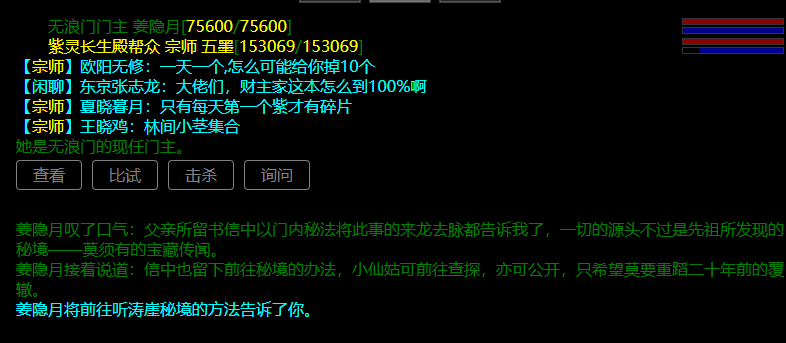 无浪门门主 姜隐月[75600/75600]
紫灵长生殿帮众 宗师 五墨[153069/153069]
【宗师】欧阳无修：一天一个,怎么可能给你掉10个
【闲聊】东京张志龙：大佬们，财主家这本怎么到100%啊
【宗师】夏晓暮月：只有每天第一个紫才有碎片
【宗师】王晓鸡：林间小茎集合
她是无浪门的现任门主。
查看 比试 击杀 询问
姜隐月叹了口气：父亲所留书信中以门内秘法将此事的来龙去脉都告诉我了，一切的源头不过是先祖所发现的
秘境——莫须有的宝藏传闻。
姜隐月接着说道：信中也留下前往秘境的办法，小仙姑可前往查探，亦可公开，只希望莫要重蹈二十年前的覆
辙。
姜隐月将前往听涛崖秘境的方法告诉了你。